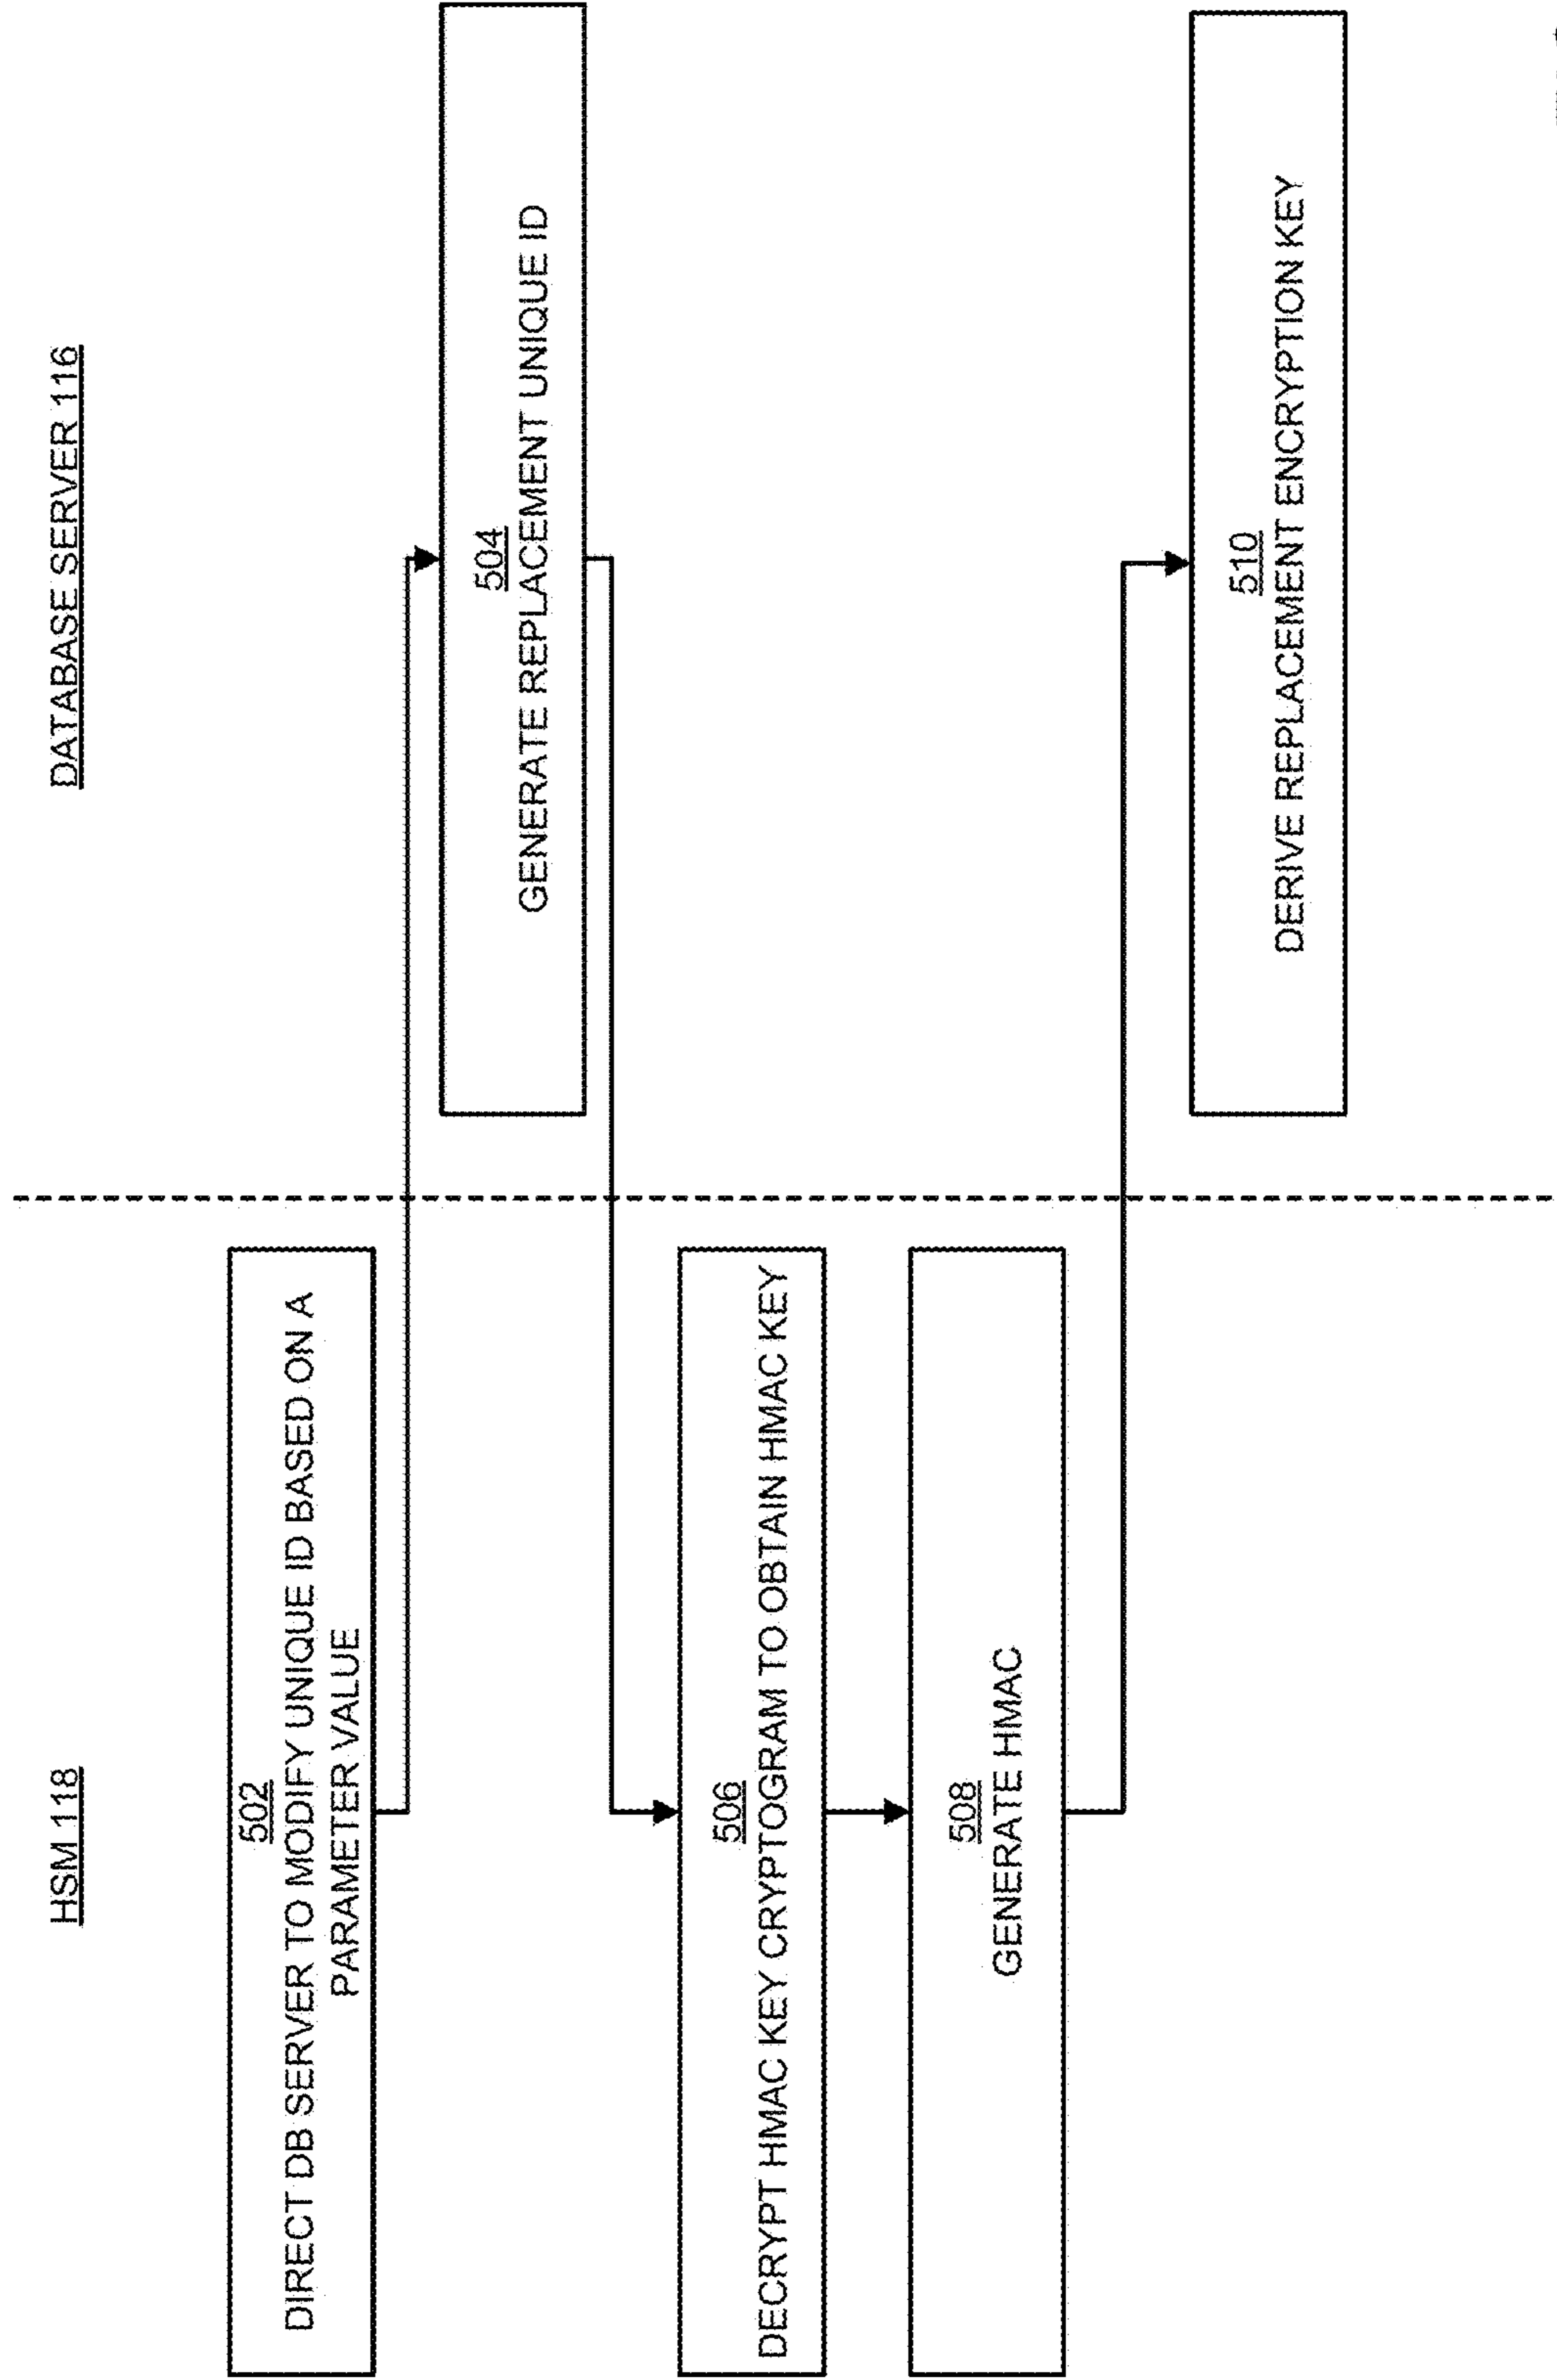 HSM 118
DATABASE SERVER 116
502
DIRECT DB SERVER TO MODIFY UNIQUE ID BASED ON A
PARAMETER VALUE
504
GENERATE REPLACEMENT UNIQUE ID
506
DECRYPT HMAC KEY CRYPTOGRAM TO OBTAIN HMAC KEY
508
GENERATE HMAC
510
DERIVE REPLACEMENT ENCRYPTION KEY